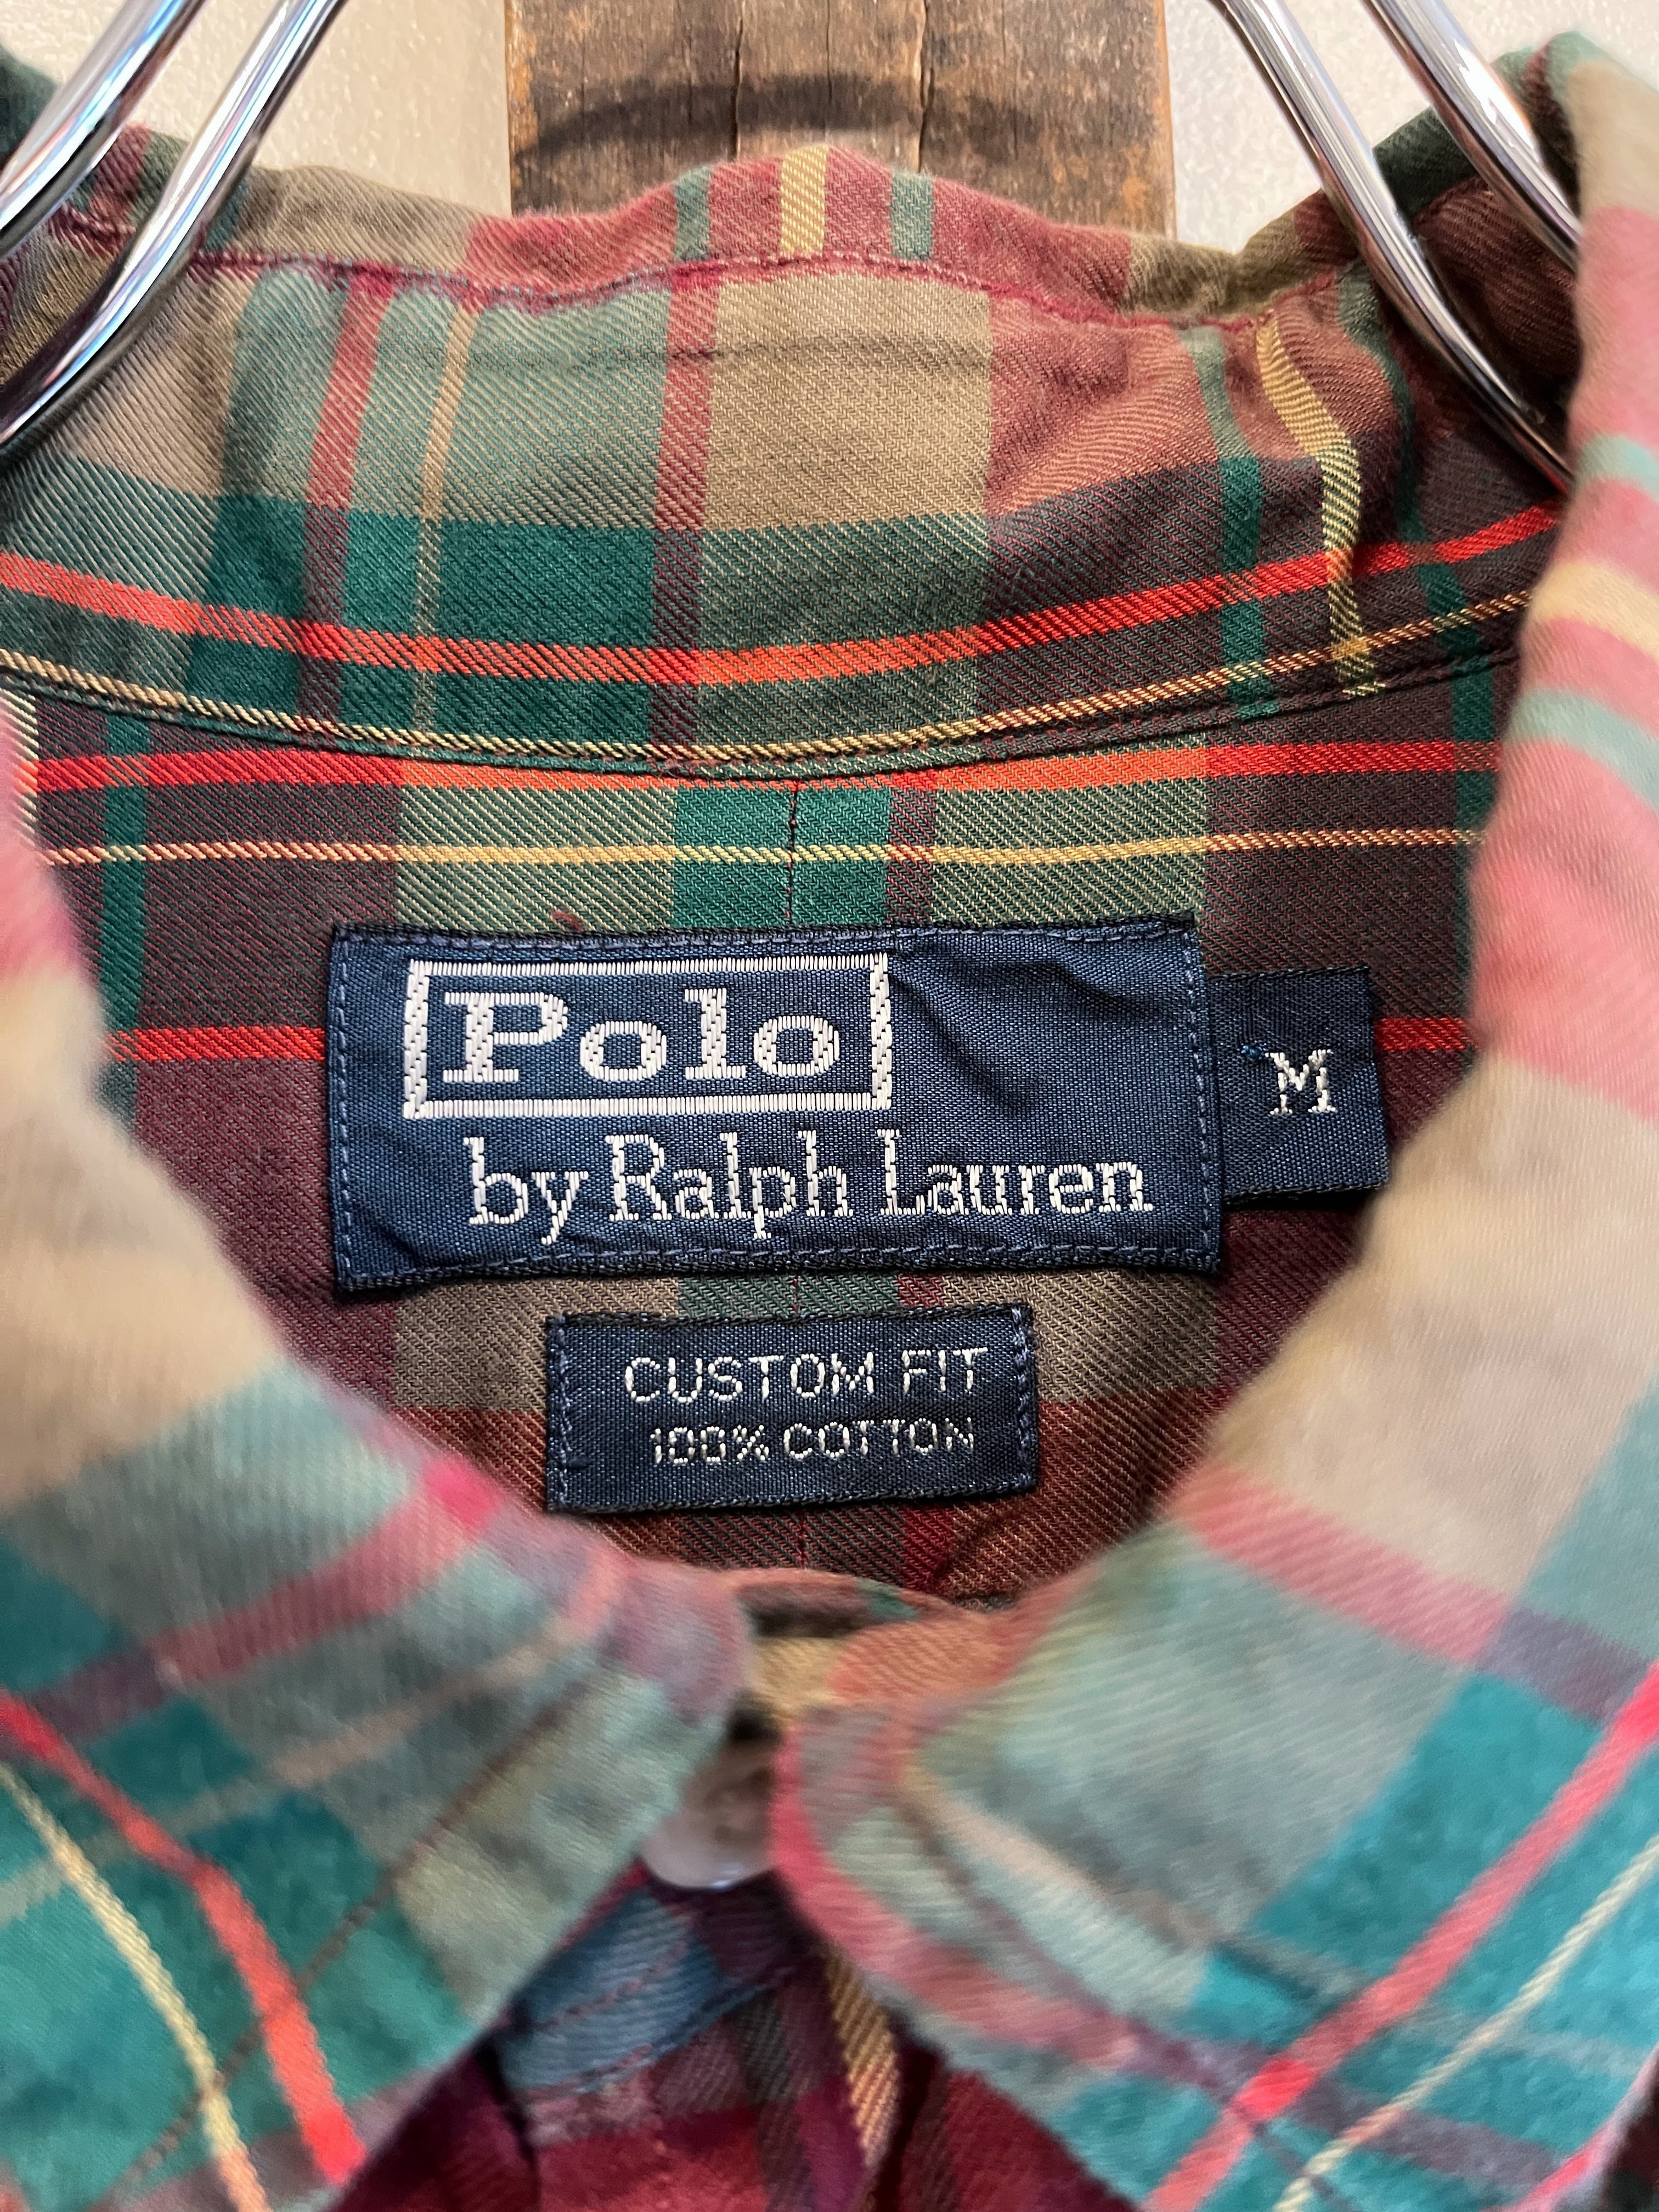 Polo
by Ralph Lauren
M
CUSTOM FIT
100% COTTON